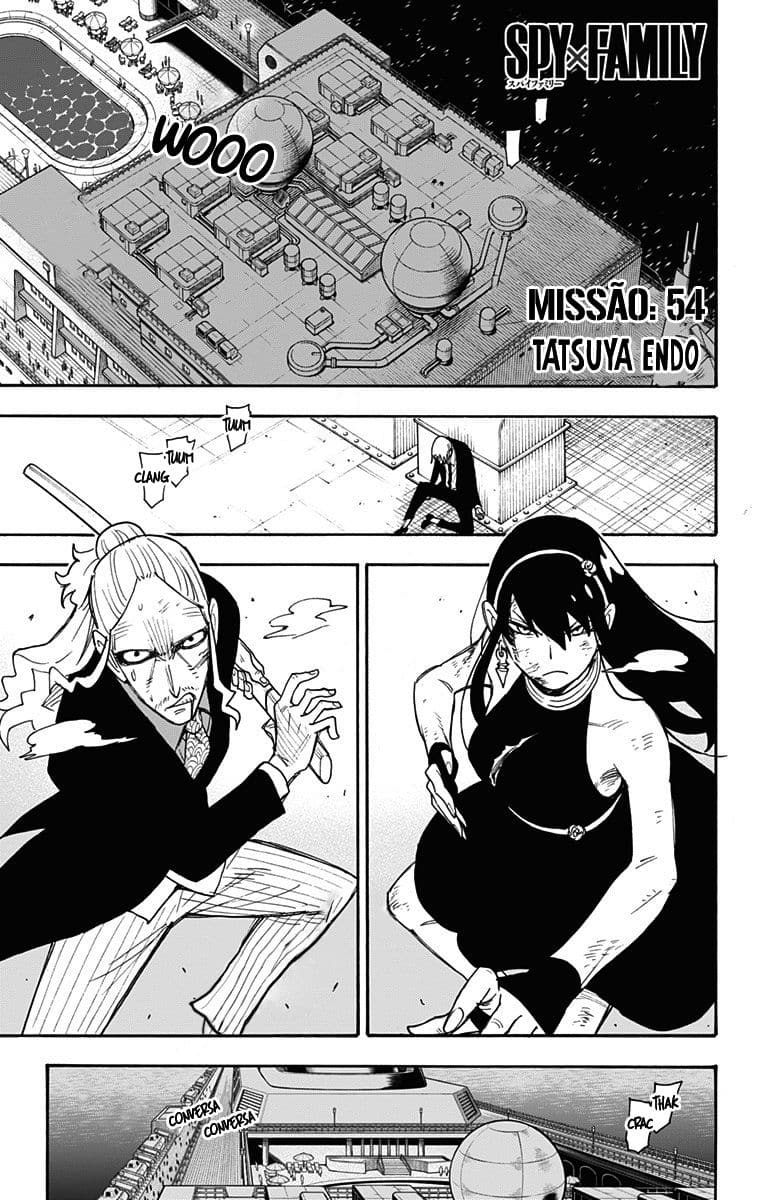 SPY×FAMILY
スパイファミリー
WOOO
MISSÃO: 54
TATSUYA ENDO
TUUM
TUUM
CLANG
THAK
CRAC
CONVERSA
CONVERSA